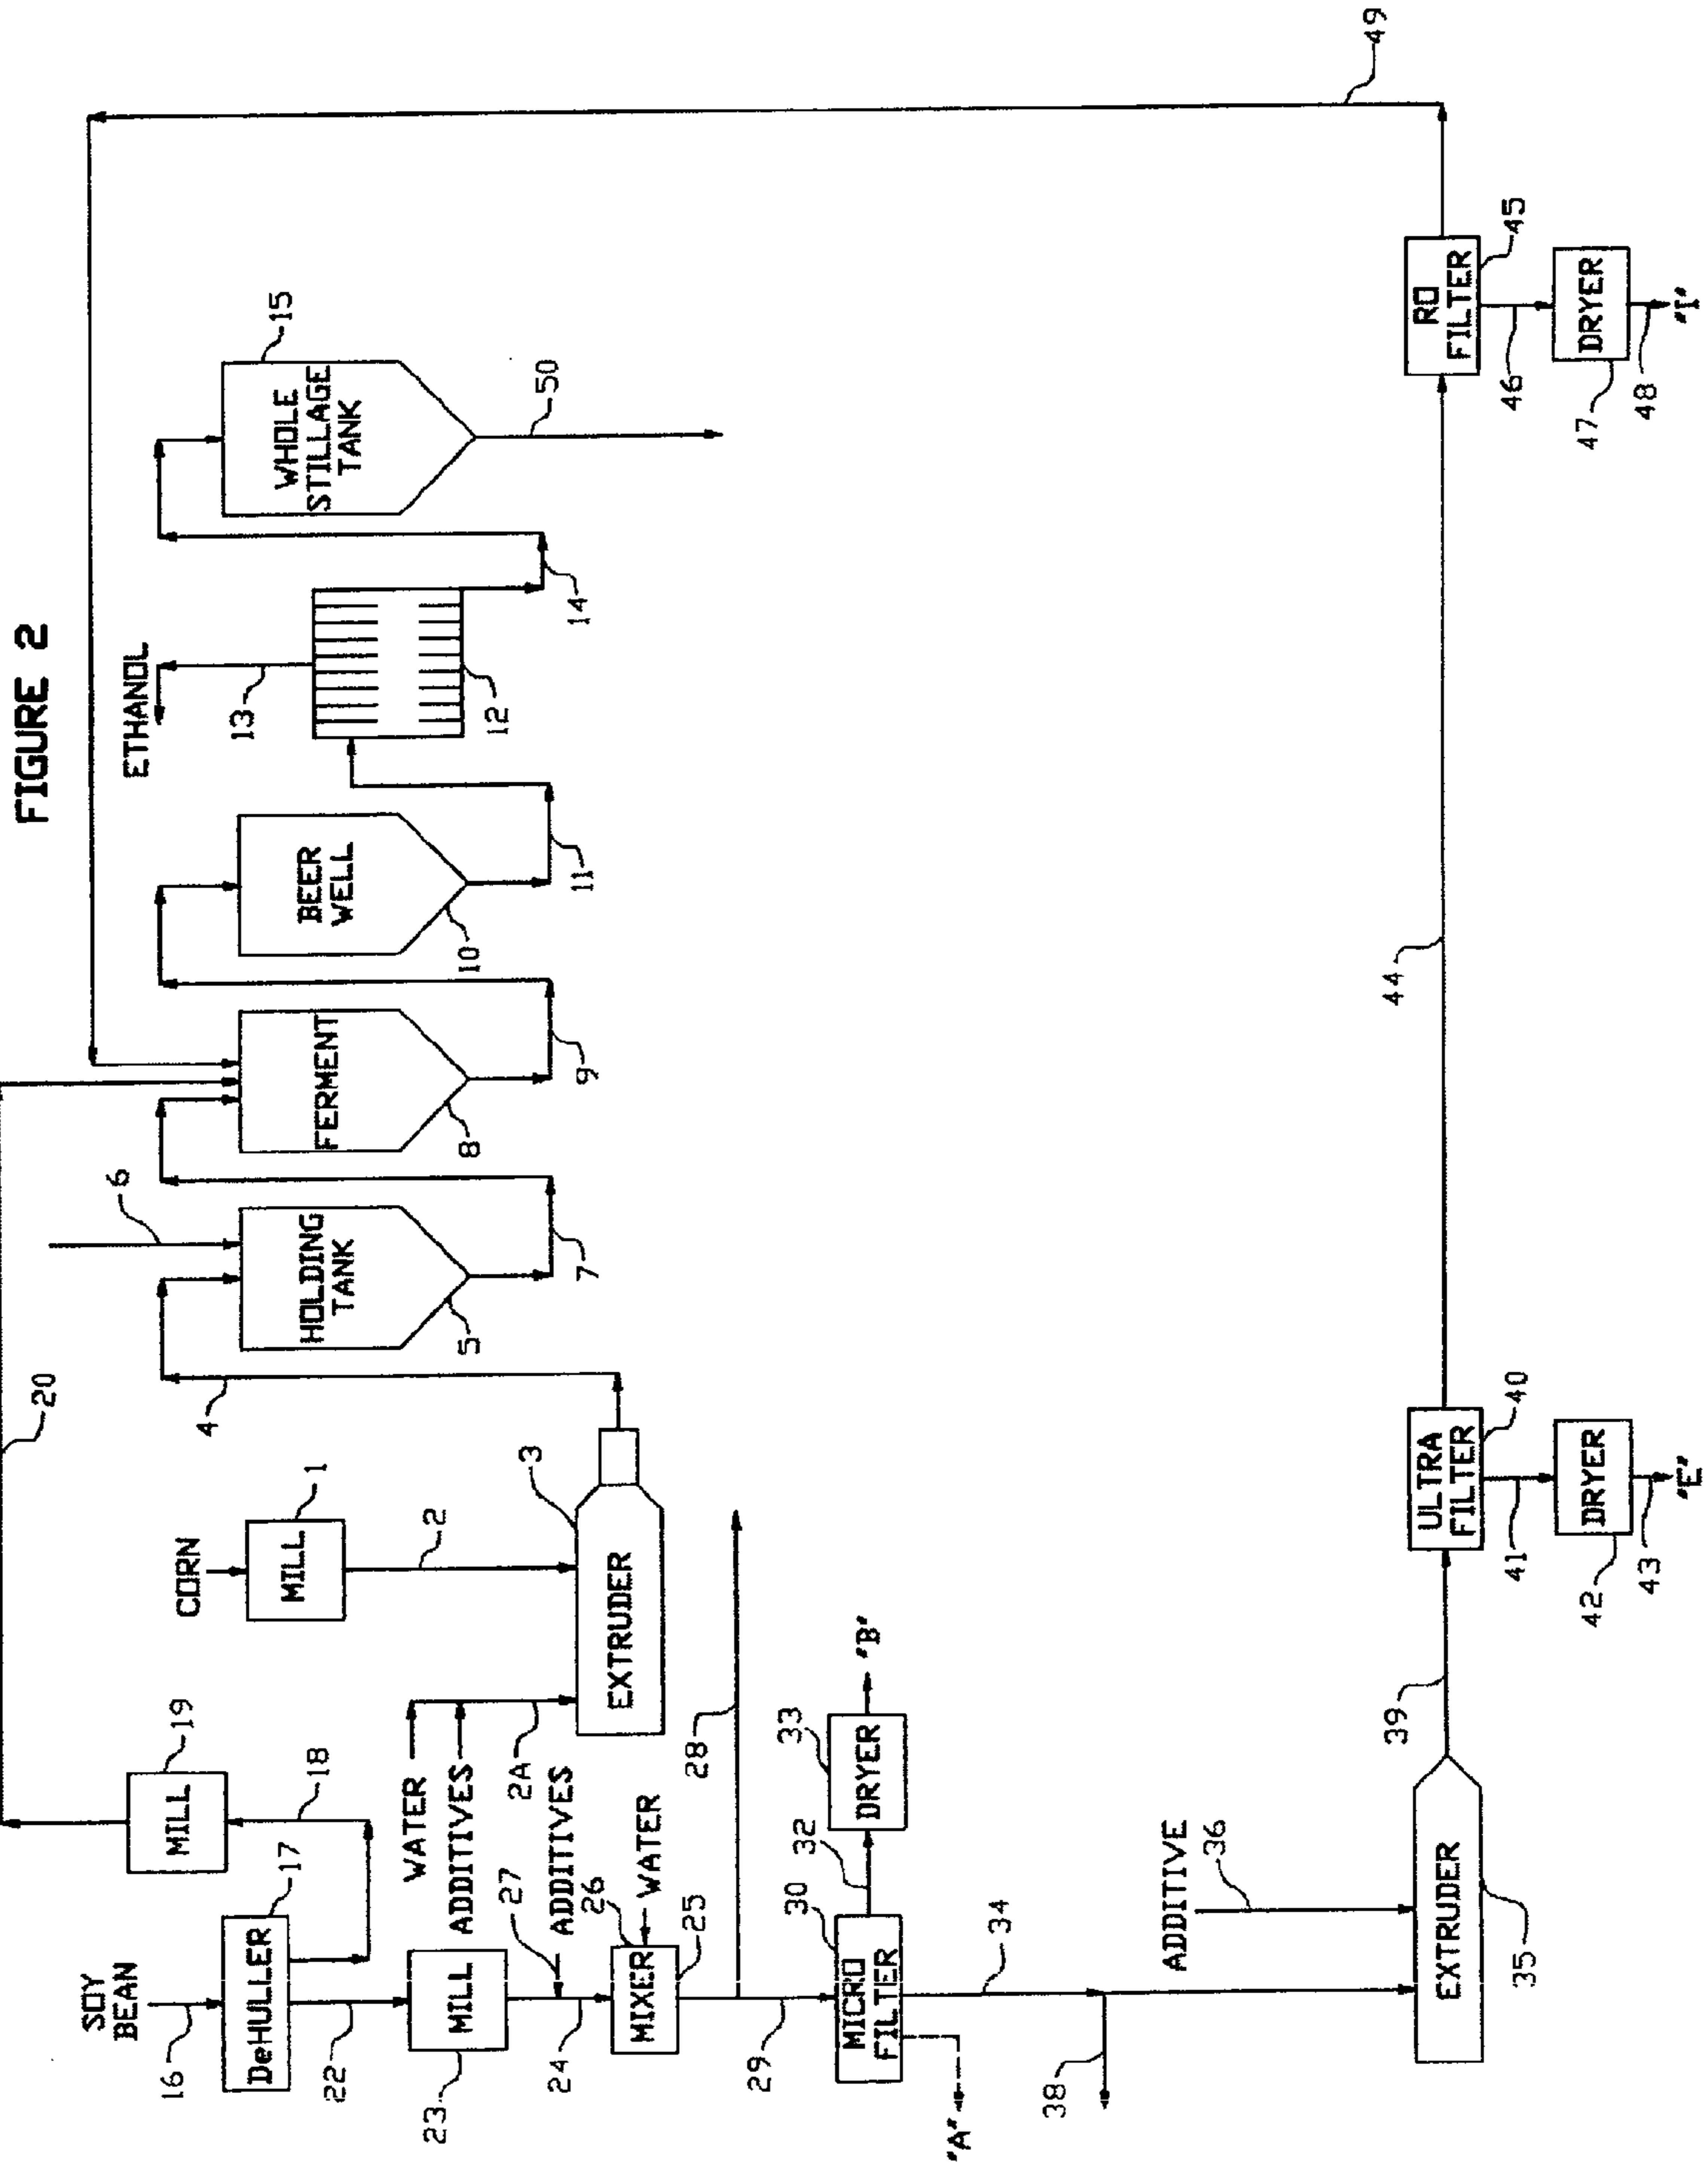 FIGURE 2
SOY
BEAN
16
DeHULLER
17
18
MILL
19
20
22
MILL
23
24
27
ADDITIVES
MIXER
26
WATER
25
CORN
MILL
1
2
WATER
ADDITIVES
2A
EXTRUDER
3
4
HOLDING
TANK
5
6
7
FERMENT
8
9
BEER
WELL
10
11
12
13
ETHANOL
14
WHOLE
STILLAGE
TANK
15
50
28
29
MICRO
FILTER
30
32
DRYER
33
"B"
"A"
34
38
ADDITIVE
36
EXTRUDER
35
39
ULTRA
FILTER
40
41
DRYER
42
43
"E"
44
RO
FILTER
45
46
DRYER
47
48
"I"
49